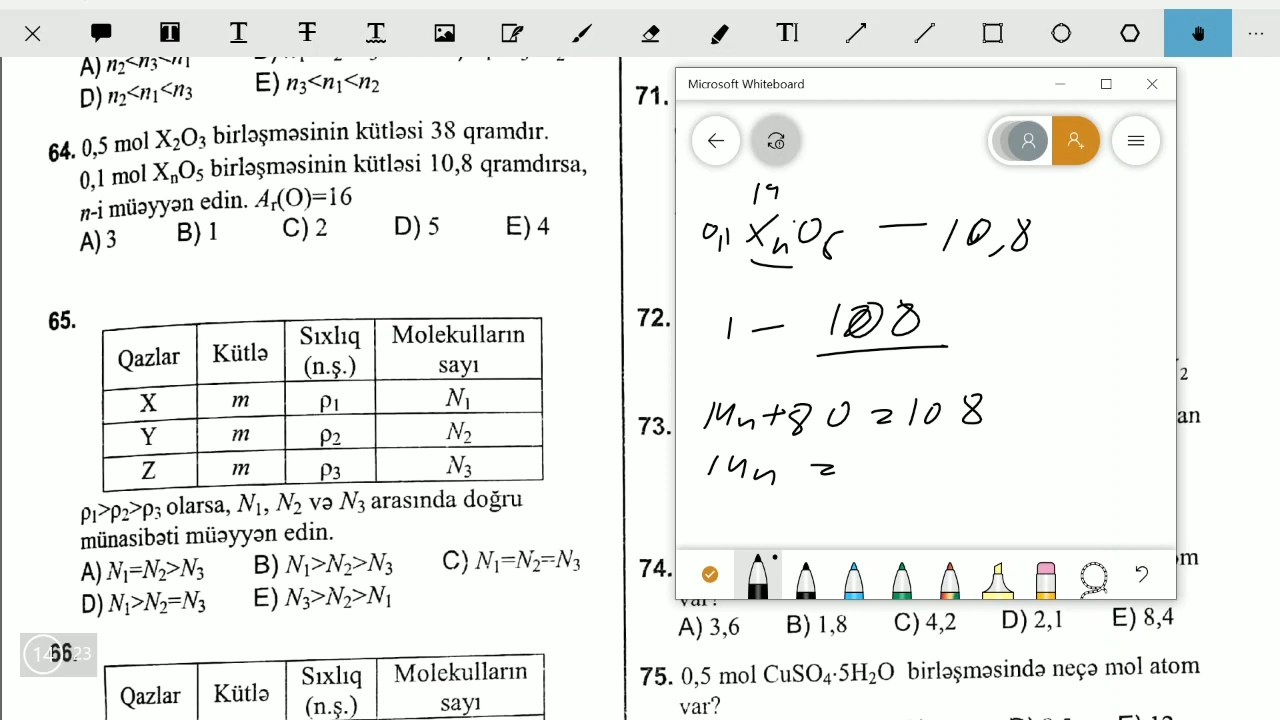 A) n₂<n₃<n₁
D) n₂<n₁<n₃ E) n₃<n₁<n₂
64. 0,5 mol X₂O₃ birləşməsinin kütləsi 38 qramdır.
0,1 mol XₙO₅ birləşməsinin kütləsi 10,8 qramdırsa,
n-i müəyyən edin. Aᵣ(O)=16
A) 3 B) 1 C) 2 D) 5 E) 4
65.
Qazlar Kütlə Sıxlıq (n.ş.) Molekulların sayı
X m ρ₁ N₁
Y m ρ₂ N₂
Z m ρ₃ N₃
ρ₁>ρ₂>ρ₃ olarsa, N₁, N₂ və N₃ arasında doğru
münasibəti müəyyən edin.
A) N₁=N₂>N₃ B) N₁>N₂>N₃ C) N₁=N₂=N₃
D) N₁>N₂=N₃ E) N₃>N₂>N₁
66.
Qazlar Kütlə Sıxlıq (n.ş.) Molekulların sayı
71.
72.
73.
74.
Microsoft Whiteboard
14
0,1 XₙO₅ — 10,8
1 — 108
14n+80=108
14n =
an
var?
A) 3,6 B) 1,8 C) 4,2 D) 2,1 E) 8,4
75. 0,5 mol CuSO₄·5H₂O birləşməsində neçə mol atom
var?